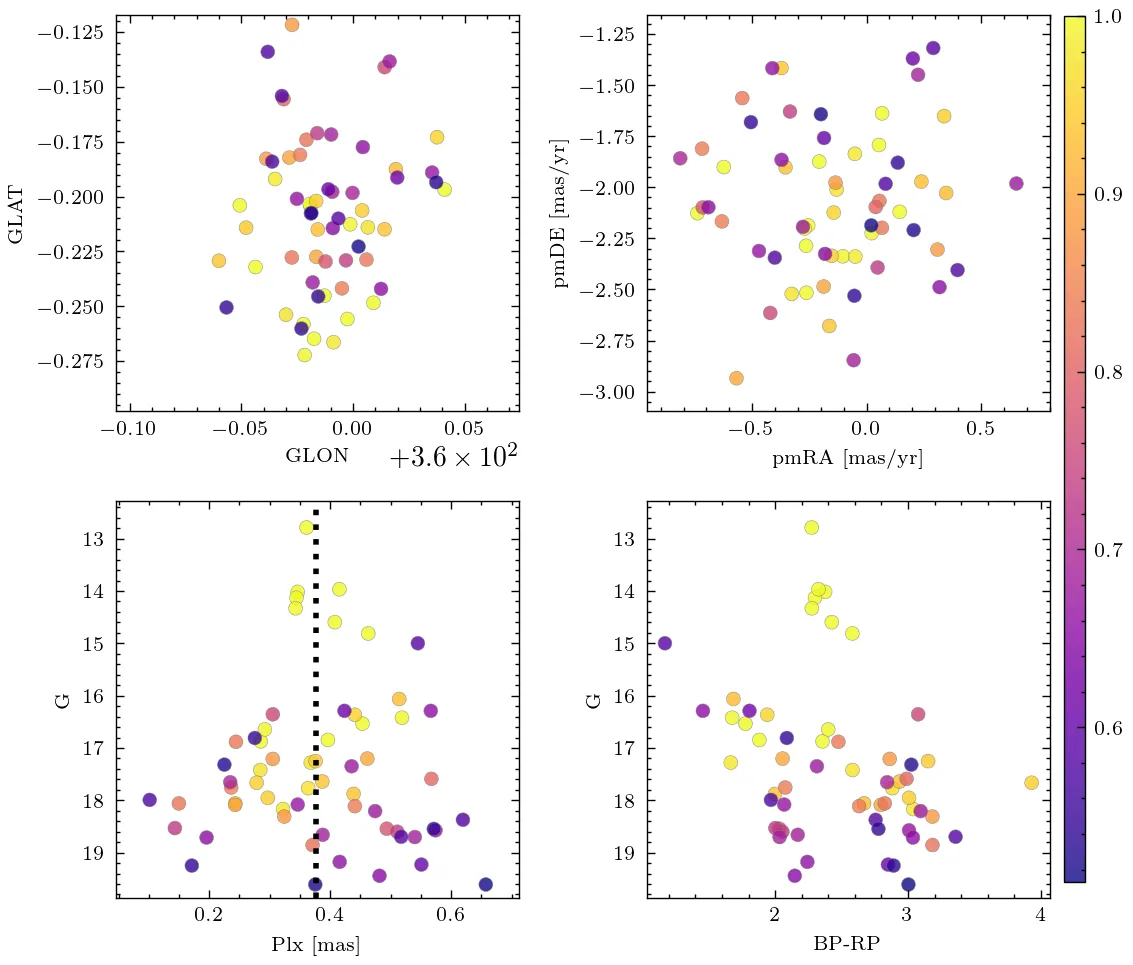 −0.125
−0.150
−0.175
−0.200
−0.225
−0.250
−0.275
GLAT
−0.10 −0.05 0.00 0.05
GLON +3.6 × 10²
−1.25
−1.50
−1.75
−2.00
−2.25
−2.50
−2.75
−3.00
pmDE [mas/yr]
−0.5 0.0 0.5
pmRA [mas/yr]
1.0
0.9
0.8
0.7
0.6
13
14
15
16
17
18
19
G
0.2 0.4 0.6
Plx [mas]
13
14
15
16
17
18
19
G
2 3 4
BP-RP